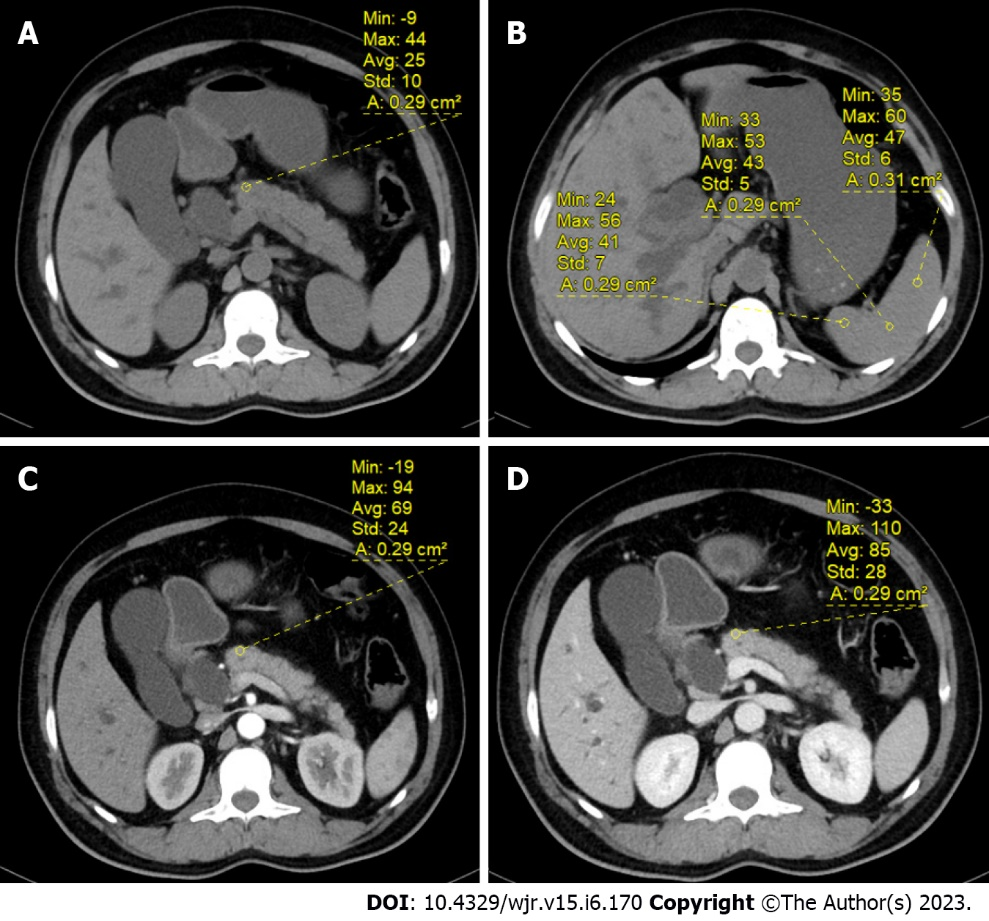 A
Min: -9
Max: 44
Avg: 25
Std: 10
A: 0.29 cm²
B
Min: 24
Max: 56
Avg: 41
Std: 7
A: 0.29 cm²
Min: 33
Max: 53
Avg: 43
Std: 5
A: 0.29 cm²
Min: 35
Max: 60
Avg: 47
Std: 6
A: 0.31 cm²
C
Min: -19
Max: 94
Avg: 69
Std: 24
A: 0.29 cm²
D
Min: -33
Max: 110
Avg: 85
Std: 28
A: 0.29 cm²
DOI: 10.4329/wjr.v15.i6.170 Copyright ©The Author(s) 2023.